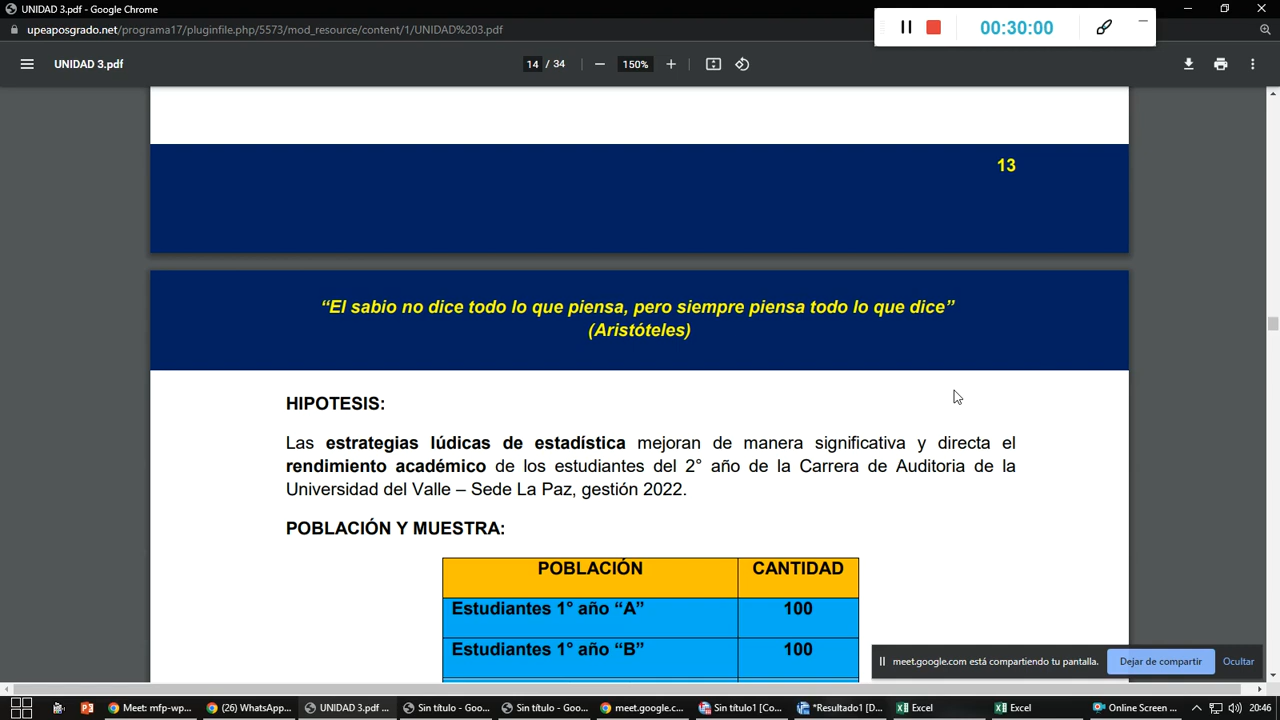 UNIDAD 3.pdf - Google Chrome
upeaposgrado.net/programa17/pluginfile.php/5573/mod_resource/content/1/UNIDAD%203.pdf
00:30:00
UNIDAD 3.pdf
14 / 34
150%
13
“El sabio no dice todo lo que piensa, pero siempre piensa todo lo que dice”
(Aristóteles)
HIPOTESIS:
Las estrategias lúdicas de estadística mejoran de manera significativa y directa el
rendimiento académico de los estudiantes del 2° año de la Carrera de Auditoria de la
Universidad del Valle – Sede La Paz, gestión 2022.
POBLACIÓN Y MUESTRA:
POBLACIÓN CANTIDAD
Estudiantes 1° año “A” 100
Estudiantes 1° año “B” 100
meet.google.com está compartiendo tu pantalla. Dejar de compartir Ocultar
Meet: mfp-wp... (26) WhatsApp... UNIDAD 3.pdf ... Sin título - Goo... Sin título - Goo... meet.google.c... Sin título1 [Co... *Resultado1 [D... Excel Excel Online Screen ... 20:46